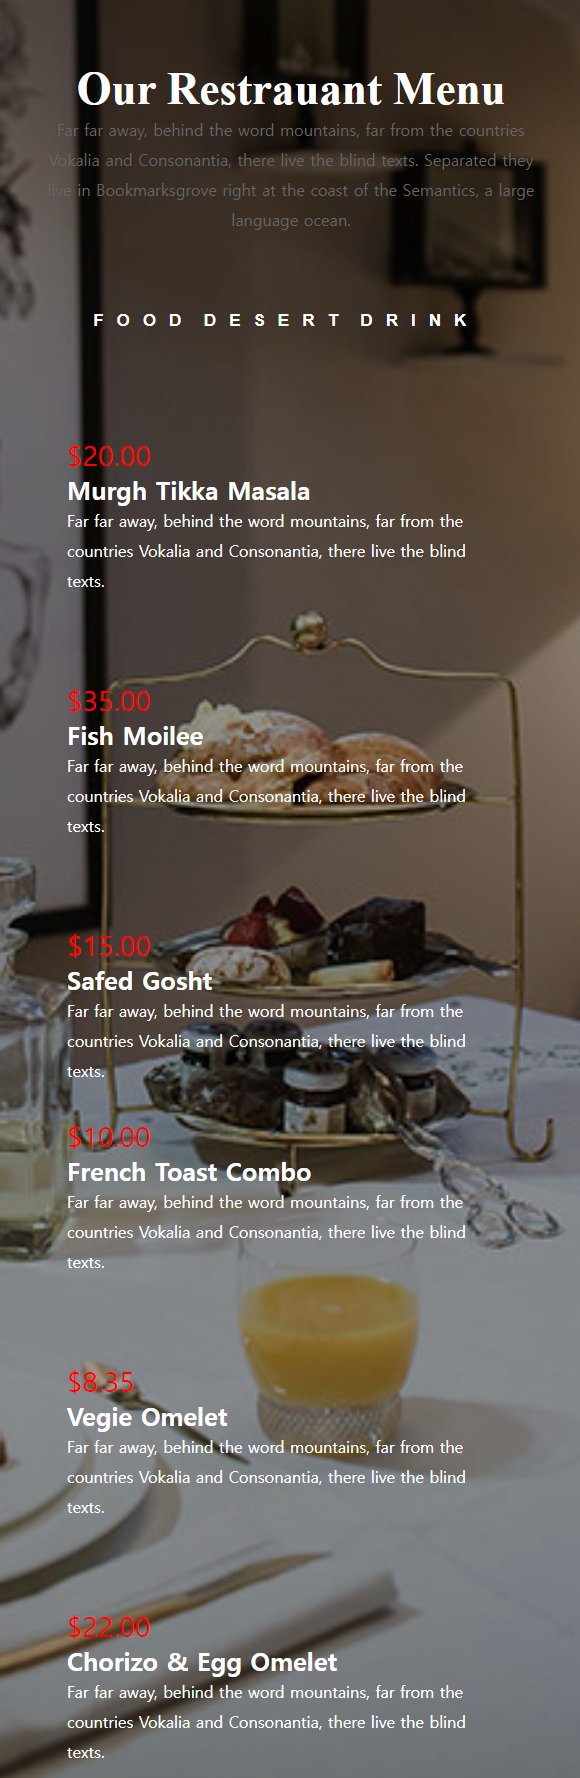 Our Restrauant Menu
Far far away, behind the word mountains, far from the countries
Vokalia and Consonantia, there live the blind texts. Separated they
live in Bookmarksgrove right at the coast of the Semantics, a large
language ocean.
FOOD DESERT DRINK
$20.00
Murgh Tikka Masala
Far far away, behind the word mountains, far from the
countries Vokalia and Consonantia, there live the blind
texts.
$35.00
Fish Moilee
Far far away, behind the word mountains, far from the
countries Vokalia and Consonantia, there live the blind
texts.
$15.00
Safed Gosht
Far far away, behind the word mountains, far from the
countries Vokalia and Consonantia, there live the blind
texts.
$10.00
French Toast Combo
Far far away, behind the word mountains, far from the
countries Vokalia and Consonantia, there live the blind
texts.
$8.35
Vegie Omelet
Far far away, behind the word mountains, far from the
countries Vokalia and Consonantia, there live the blind
texts.
$22.00
Chorizo & Egg Omelet
Far far away, behind the word mountains, far from the
countries Vokalia and Consonantia, there live the blind
texts.